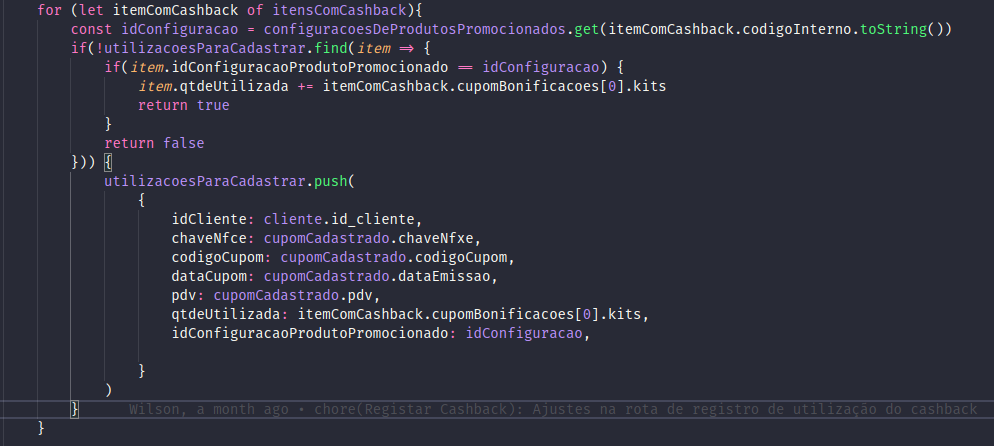 for (let itemComCashback of itensComCashback){
const idConfiguracao = configuracoesDeProdutosPromocionados.get(itemComCashback.codigoInterno.toString())
if(!utilizacoesParaCadastrar.find(item => {
if(item.idConfiguracaoProdutoPromocionado == idConfiguracao) {
item.qtdeUtilizada += itemComCashback.cupomBonificacoes[0].kits
return true
}
return false
})) {
utilizacoesParaCadastrar.push(
{
idCliente: cliente.id_cliente,
chaveNfce: cupomCadastrado.chaveNfxe,
codigoCupom: cupomCadastrado.codigoCupom,
dataCupom: cupomCadastrado.dataEmissao,
pdv: cupomCadastrado.pdv,
qtdeUtilizada: itemComCashback.cupomBonificacoes[0].kits,
idConfiguracaoProdutoPromocionado: idConfiguracao,
}
)
} Wilson, a month ago • chore(Registar Cashback): Ajustes na rota de registro de utilização do cashback
}